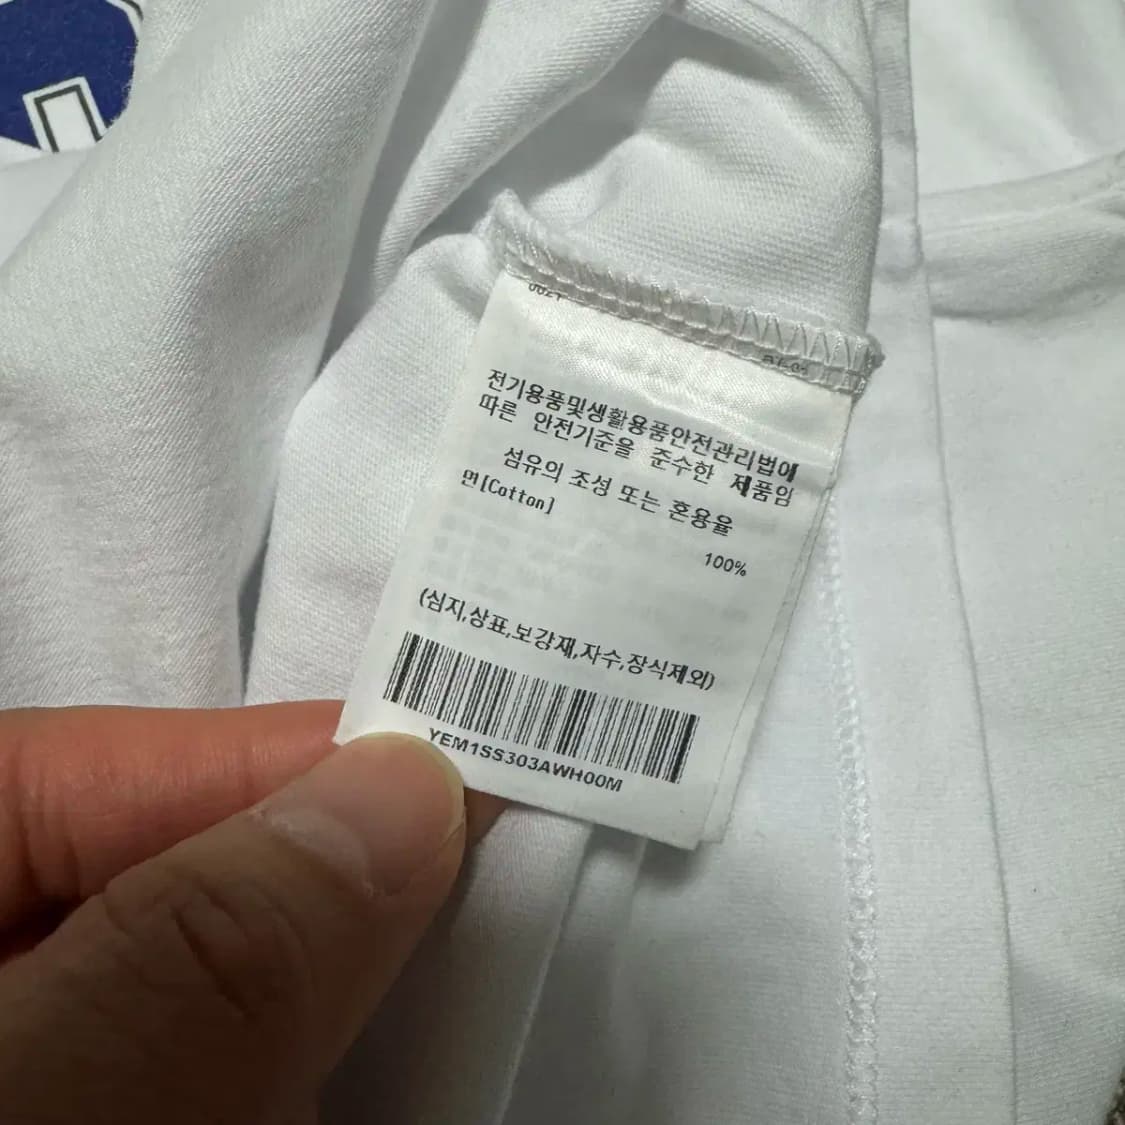 전기용품및생활용품안전관리법에
따른 안전기준을 준수한 제품임
섬유의 조성 또는 혼용율
면[Cotton]
100%
(심지,상표,보강재,자수,장식제외)
YEM1SS303AWH00M